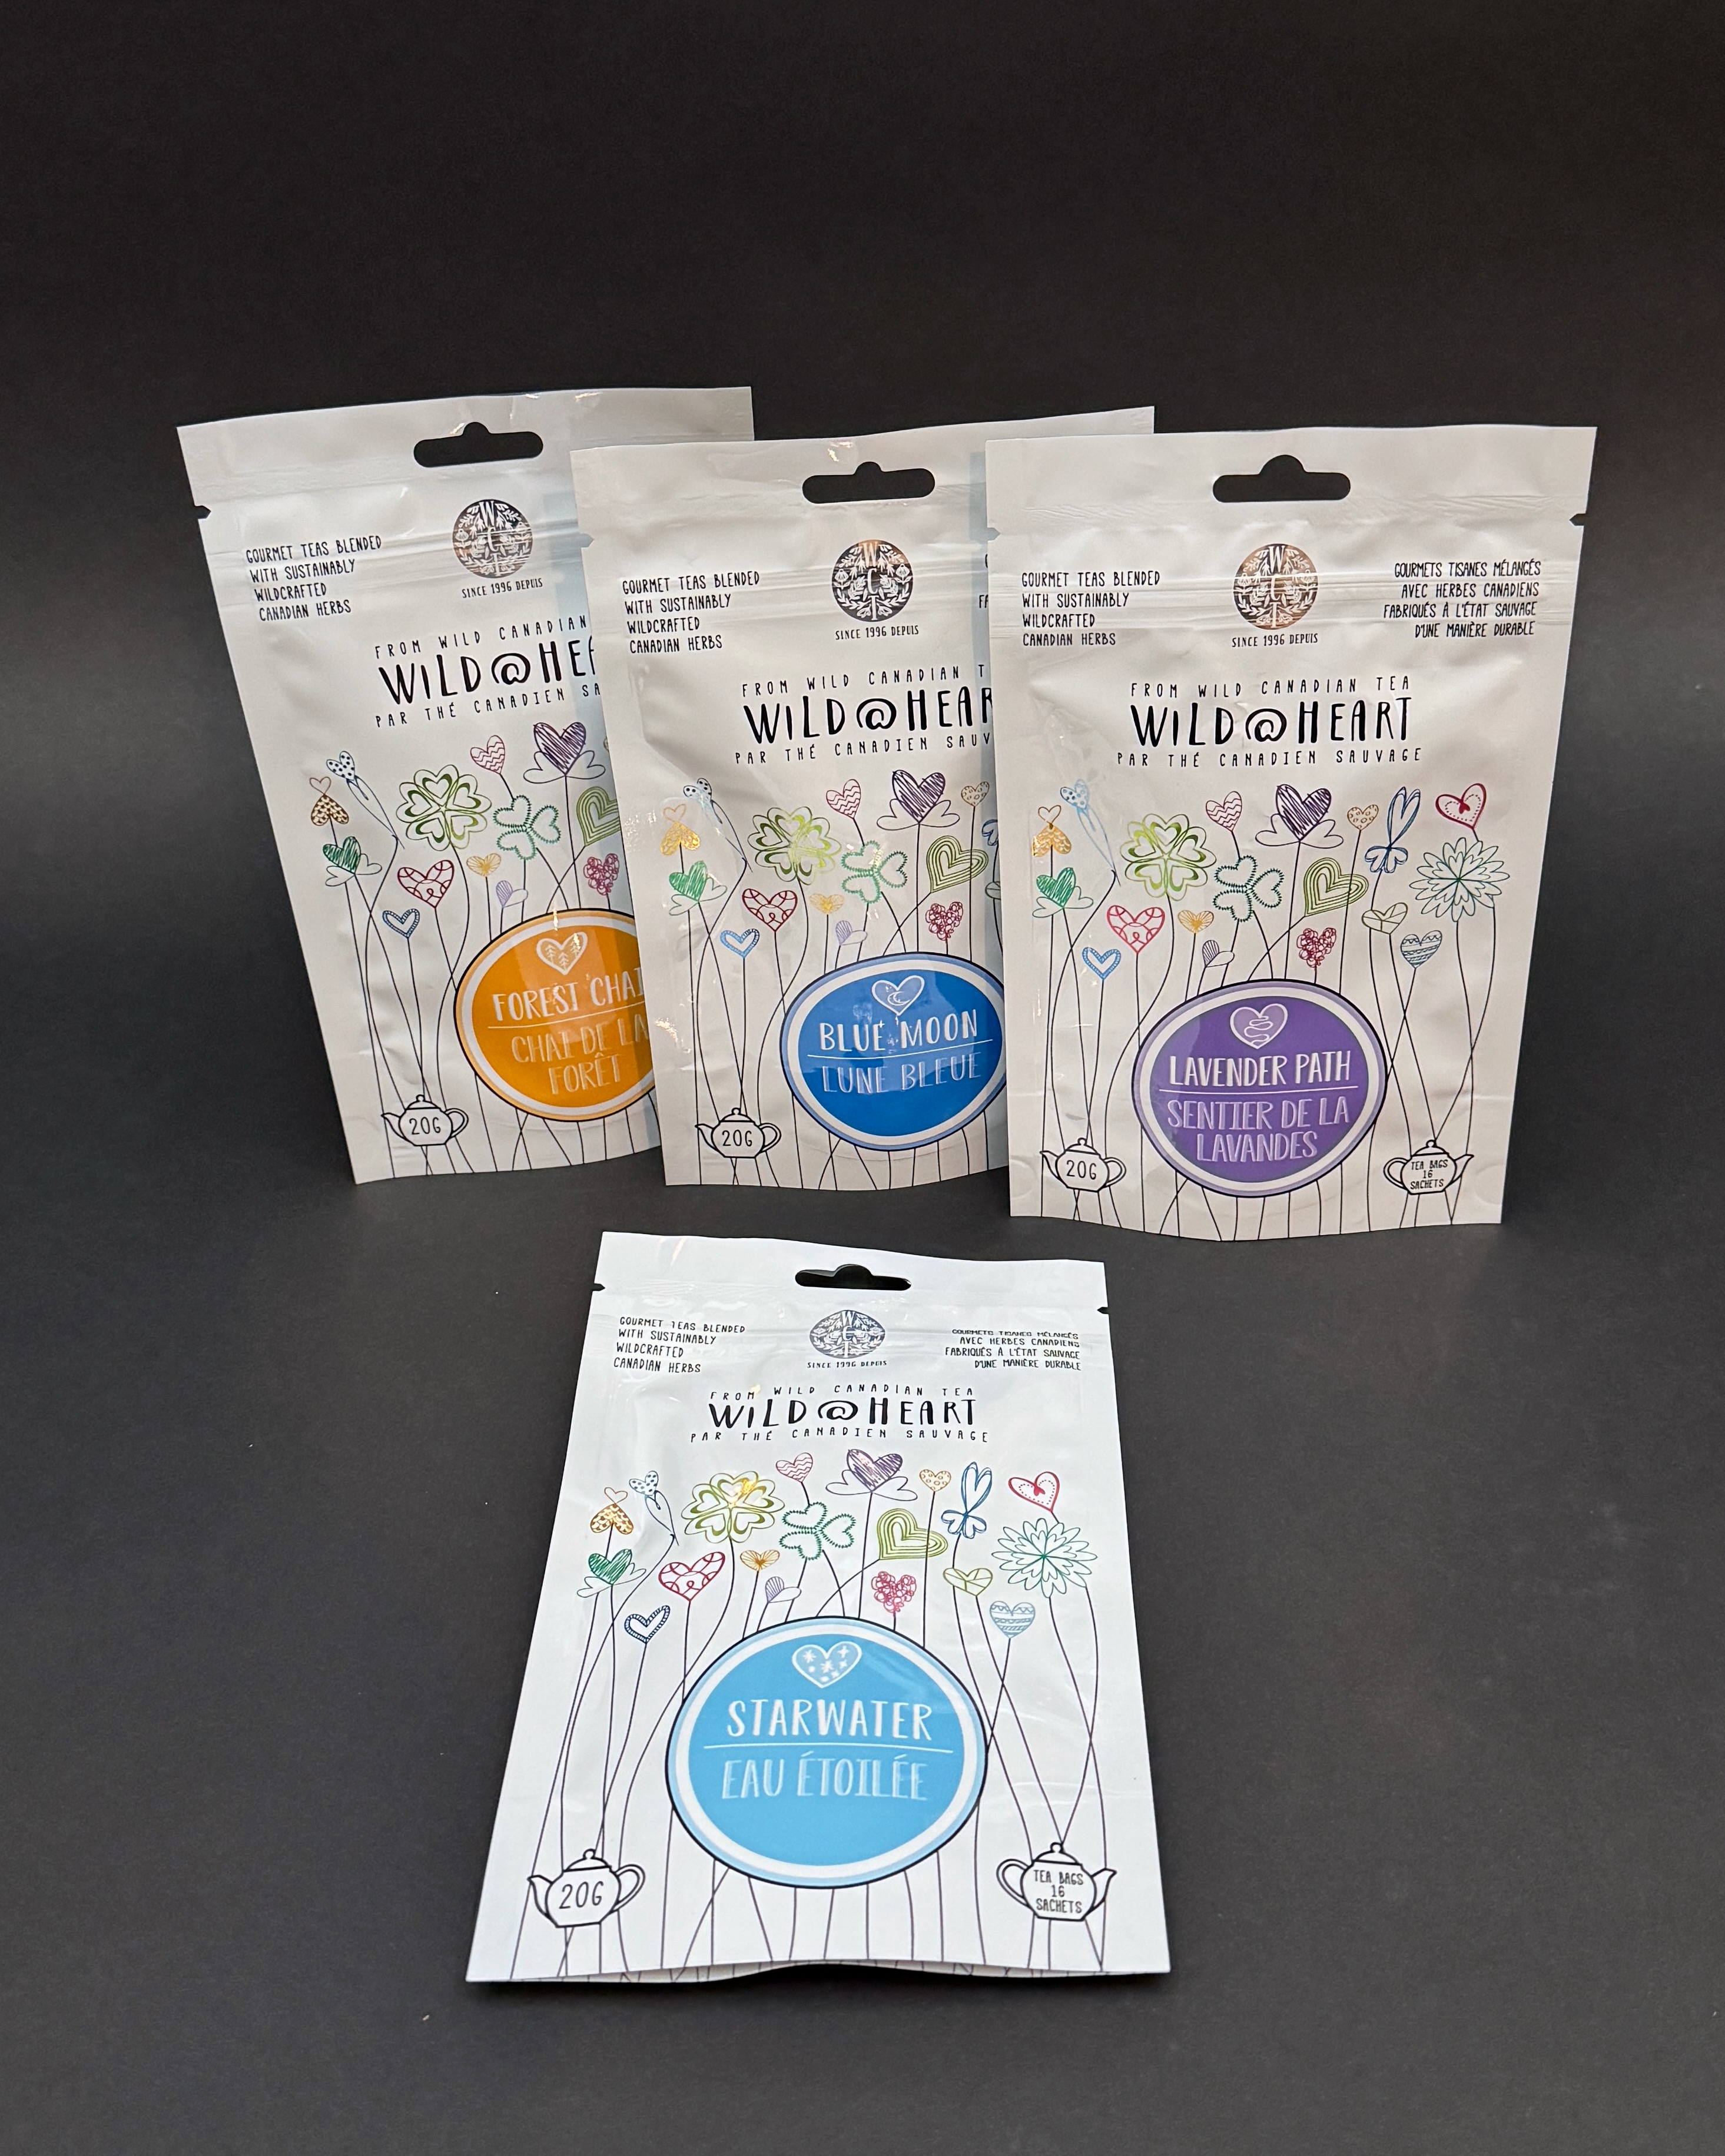 GOURMET TEAS BLENDED
WITH SUSTAINABLY
WILDCRAFTED
CANADIAN HERBS
W
C
T
SINCE 1996 DEPUIS
FROM WILD CANADIAN
WILD@HEA
PAR THÉ CANADIEN SA
FOREST CHAI
CHAI DE LA
FORÊT
20G
GOURMET TEAS BLENDED
WITH SUSTAINABLY
WILDCRAFTED
CANADIAN HERBS
W
C
T
SINCE 1996 DEPUIS
FROM WILD CANADIAN T
WILD@HEAR
PAR THÉ CANADIEN SAUV
BLUE MOON
LUNE BLEUE
20G
GOURMET TEAS BLENDED
WITH SUSTAINABLY
WILDCRAFTED
CANADIAN HERBS
W
C
T
SINCE 1996 DEPUIS
GOURMETS TISANES MÉLANGÉS
AVEC HERBES CANADIENS
FABRIQUÉS À L'ÉTAT SAUVAGE
D'UNE MANIÈRE DURABLE
FROM WILD CANADIAN TEA
WILD@HEART
PAR THÉ CANADIEN SAUVAGE
LAVENDER PATH
SENTIER DE LA
LAVANDES
20G
TEA BAGS
16
SACHETS
GOURMET TEAS BLENDED
WITH SUSTAINABLY
WILDCRAFTED
CANADIAN HERBS
W
C
T
SINCE 1996 DEPUIS
GOURMETS TISANES MÉLANGÉS
AVEC HERBES CANADIENS
FABRIQUÉS À L'ÉTAT SAUVAGE
D'UNE MANIÈRE DURABLE
FROM WILD CANADIAN TEA
WILD@HEART
PAR THÉ CANADIEN SAUVAGE
STARWATER
EAU ÉTOILÉE
20G
TEA BAGS
16
SACHETS